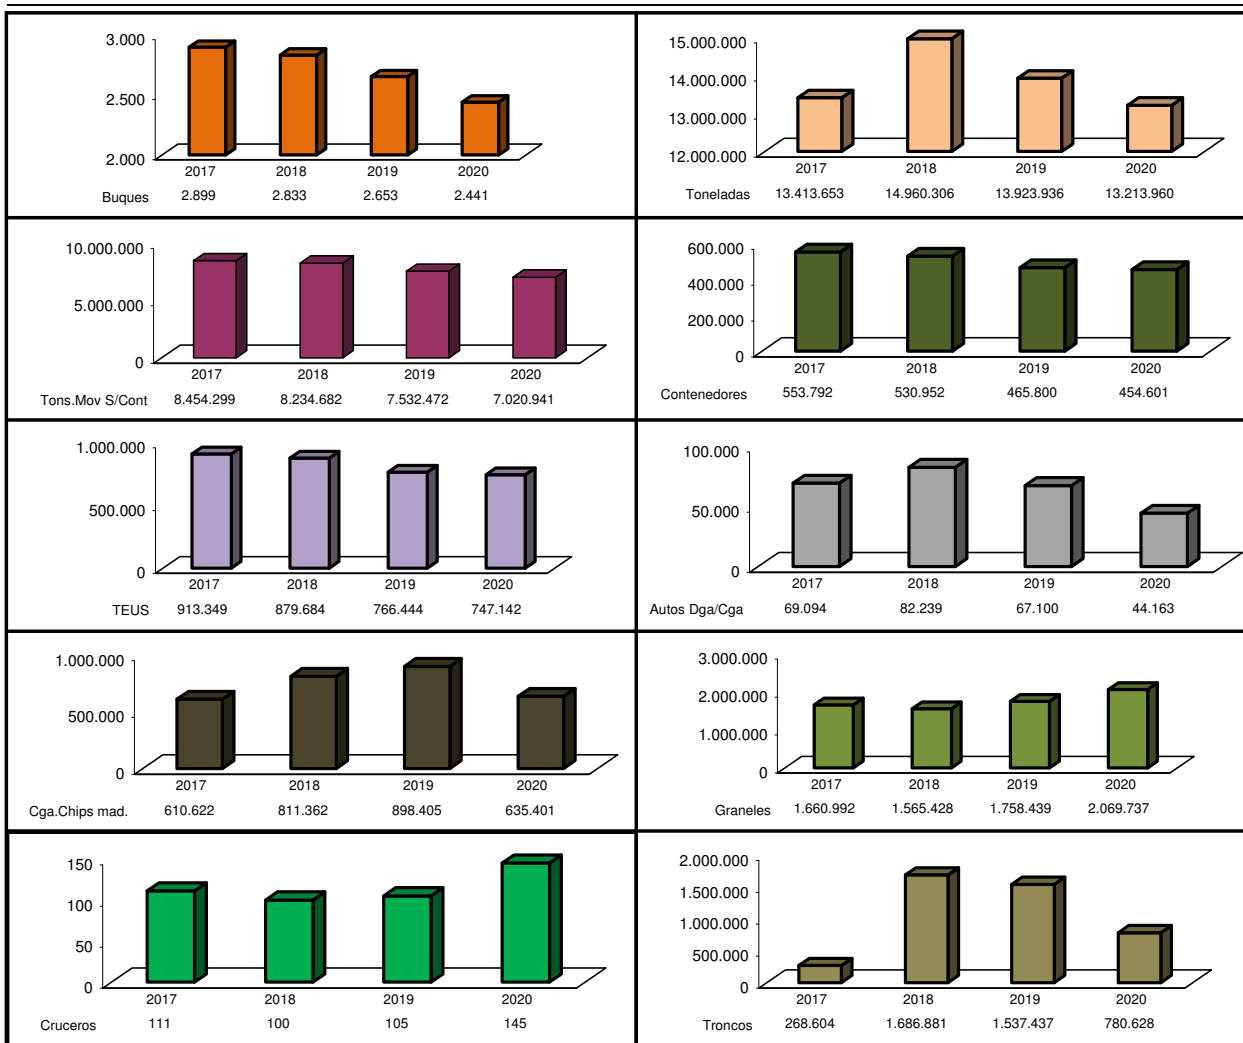 3.000
2.500
2.000
2017 2018 2019 2020
Buques 2.899 2.833 2.653 2.441
15.000.000
14.000.000
13.000.000
12.000.000
2017 2018 2019 2020
Toneladas 13.413.653 14.960.306 13.923.936 13.213.960
10.000.000
5.000.000
0
2017 2018 2019 2020
Tons.Mov S/Cont 8.454.299 8.234.682 7.532.472 7.020.941
600.000
400.000
200.000
0
2017 2018 2019 2020
Contenedores 553.792 530.952 465.800 454.601
1.000.000
500.000
0
2017 2018 2019 2020
TEUS 913.349 879.684 766.444 747.142
100.000
50.000
0
2017 2018 2019 2020
Autos Dga/Cga 69.094 82.239 67.100 44.163
1.000.000
500.000
0
2017 2018 2019 2020
Cga.Chips mad. 610.622 811.362 898.405 635.401
3.000.000
2.000.000
1.000.000
0
2017 2018 2019 2020
Graneles 1.660.992 1.565.428 1.758.439 2.069.737
150
100
50
0
2017 2018 2019 2020
Cruceros 111 100 105 145
2.000.000
1.500.000
1.000.000
500.000
0
2017 2018 2019 2020
Troncos 268.604 1.686.881 1.537.437 780.628